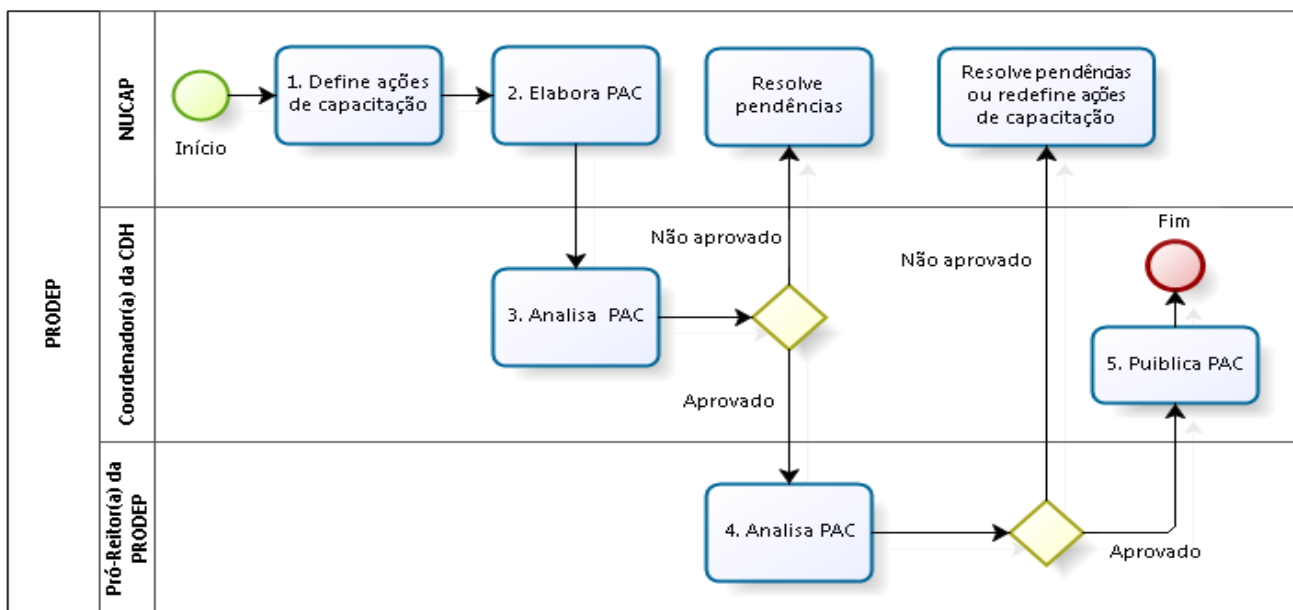 PRODEP
NUCAP
Início
1. Define ações
de capacitação
2. Elabora PAC
Resolve
pendências
Resolve pendências
ou redefine ações
de capacitação
Coordenador(a) da CDH
3. Analisa PAC
Não aprovado
Aprovado
Não aprovado
Fim
5. Puiblica PAC
Pró-Reitor(a) da
PRODEP
4. Analisa PAC
Aprovado